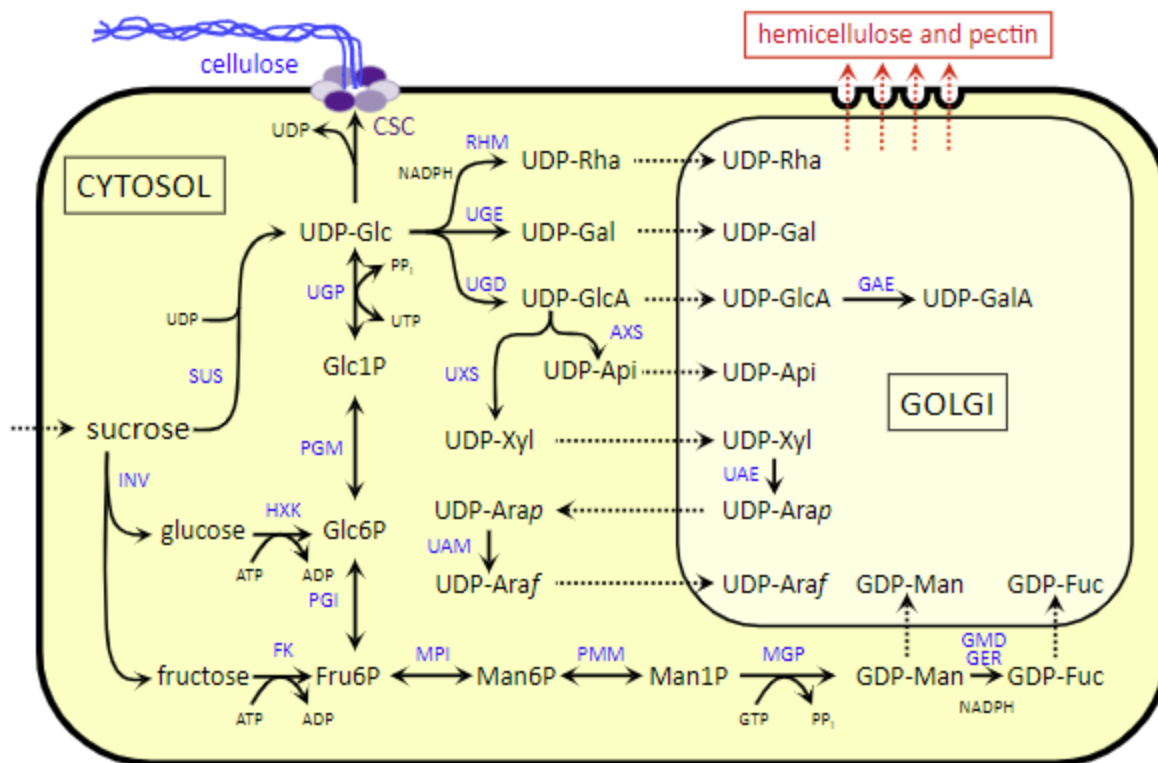 hemicellulose and pectin
cellulose
CSC
UDP
CYTOSOL
RHM
NADPH
UDP-Rha
UDP-Rha
UDP-Glc
UGE
UDP-Gal
UDP-Gal
UGP
PPi
UTP
UGD
UDP-GlcA
UDP-GlcA
GAE
UDP-GalA
UDP
SUS
Glc1P
UXS
AXS
UDP-Api
UDP-Api
GOLGI
sucrose
PGM
UDP-Xyl
UDP-Xyl
UAE
INV
glucose
HXK
Glc6P
ATP
ADP
UDP-Arap
UDP-Arap
UAM
UDP-Araf
UDP-Araf
GDP-Man
GDP-Fuc
PGI
fructose
FK
Fru6P
ATP
ADP
MPI
Man6P
PMM
Man1P
MGP
GTP
PPi
GDP-Man
GMD
GER
NADPH
GDP-Fuc